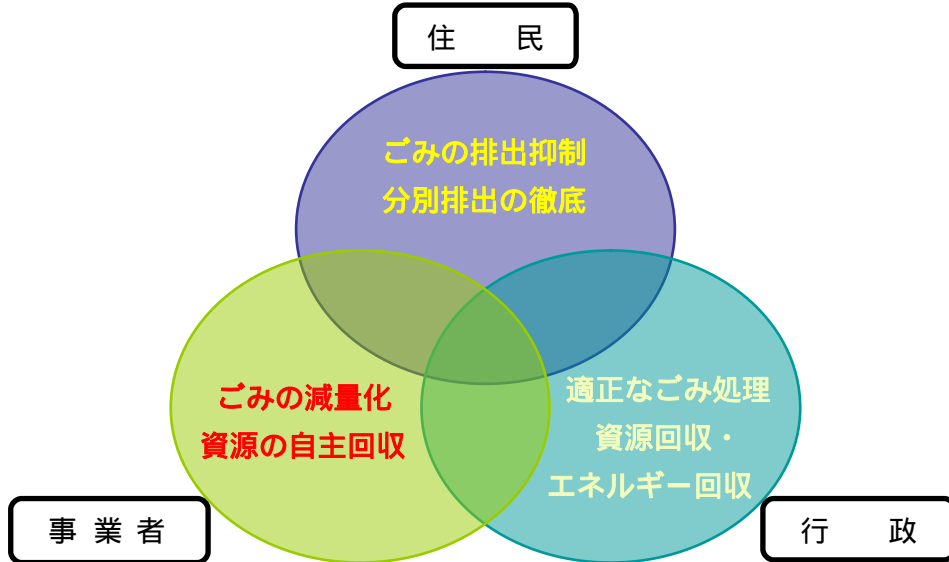 住　　民
ごみの排出抑制
分別排出の徹底
ごみの減量化
資源の自主回収
適正なごみ処理
資源回収・
エネルギー回収
事 業 者
行　　政